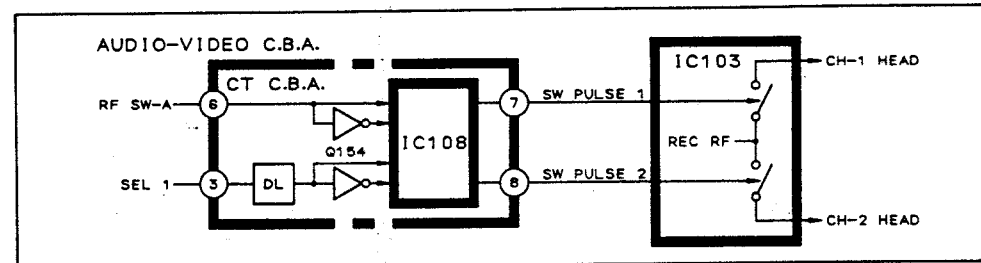 AUDIO-VIDEO C.B.A.
CT C.B.A.
IC103
CH-1 HEAD
RF SW-A
6
7
SW PULSE 1
Q154
IC108
REC RF
SEL 1
3
DL
8
SW PULSE 2
CH-2 HEAD